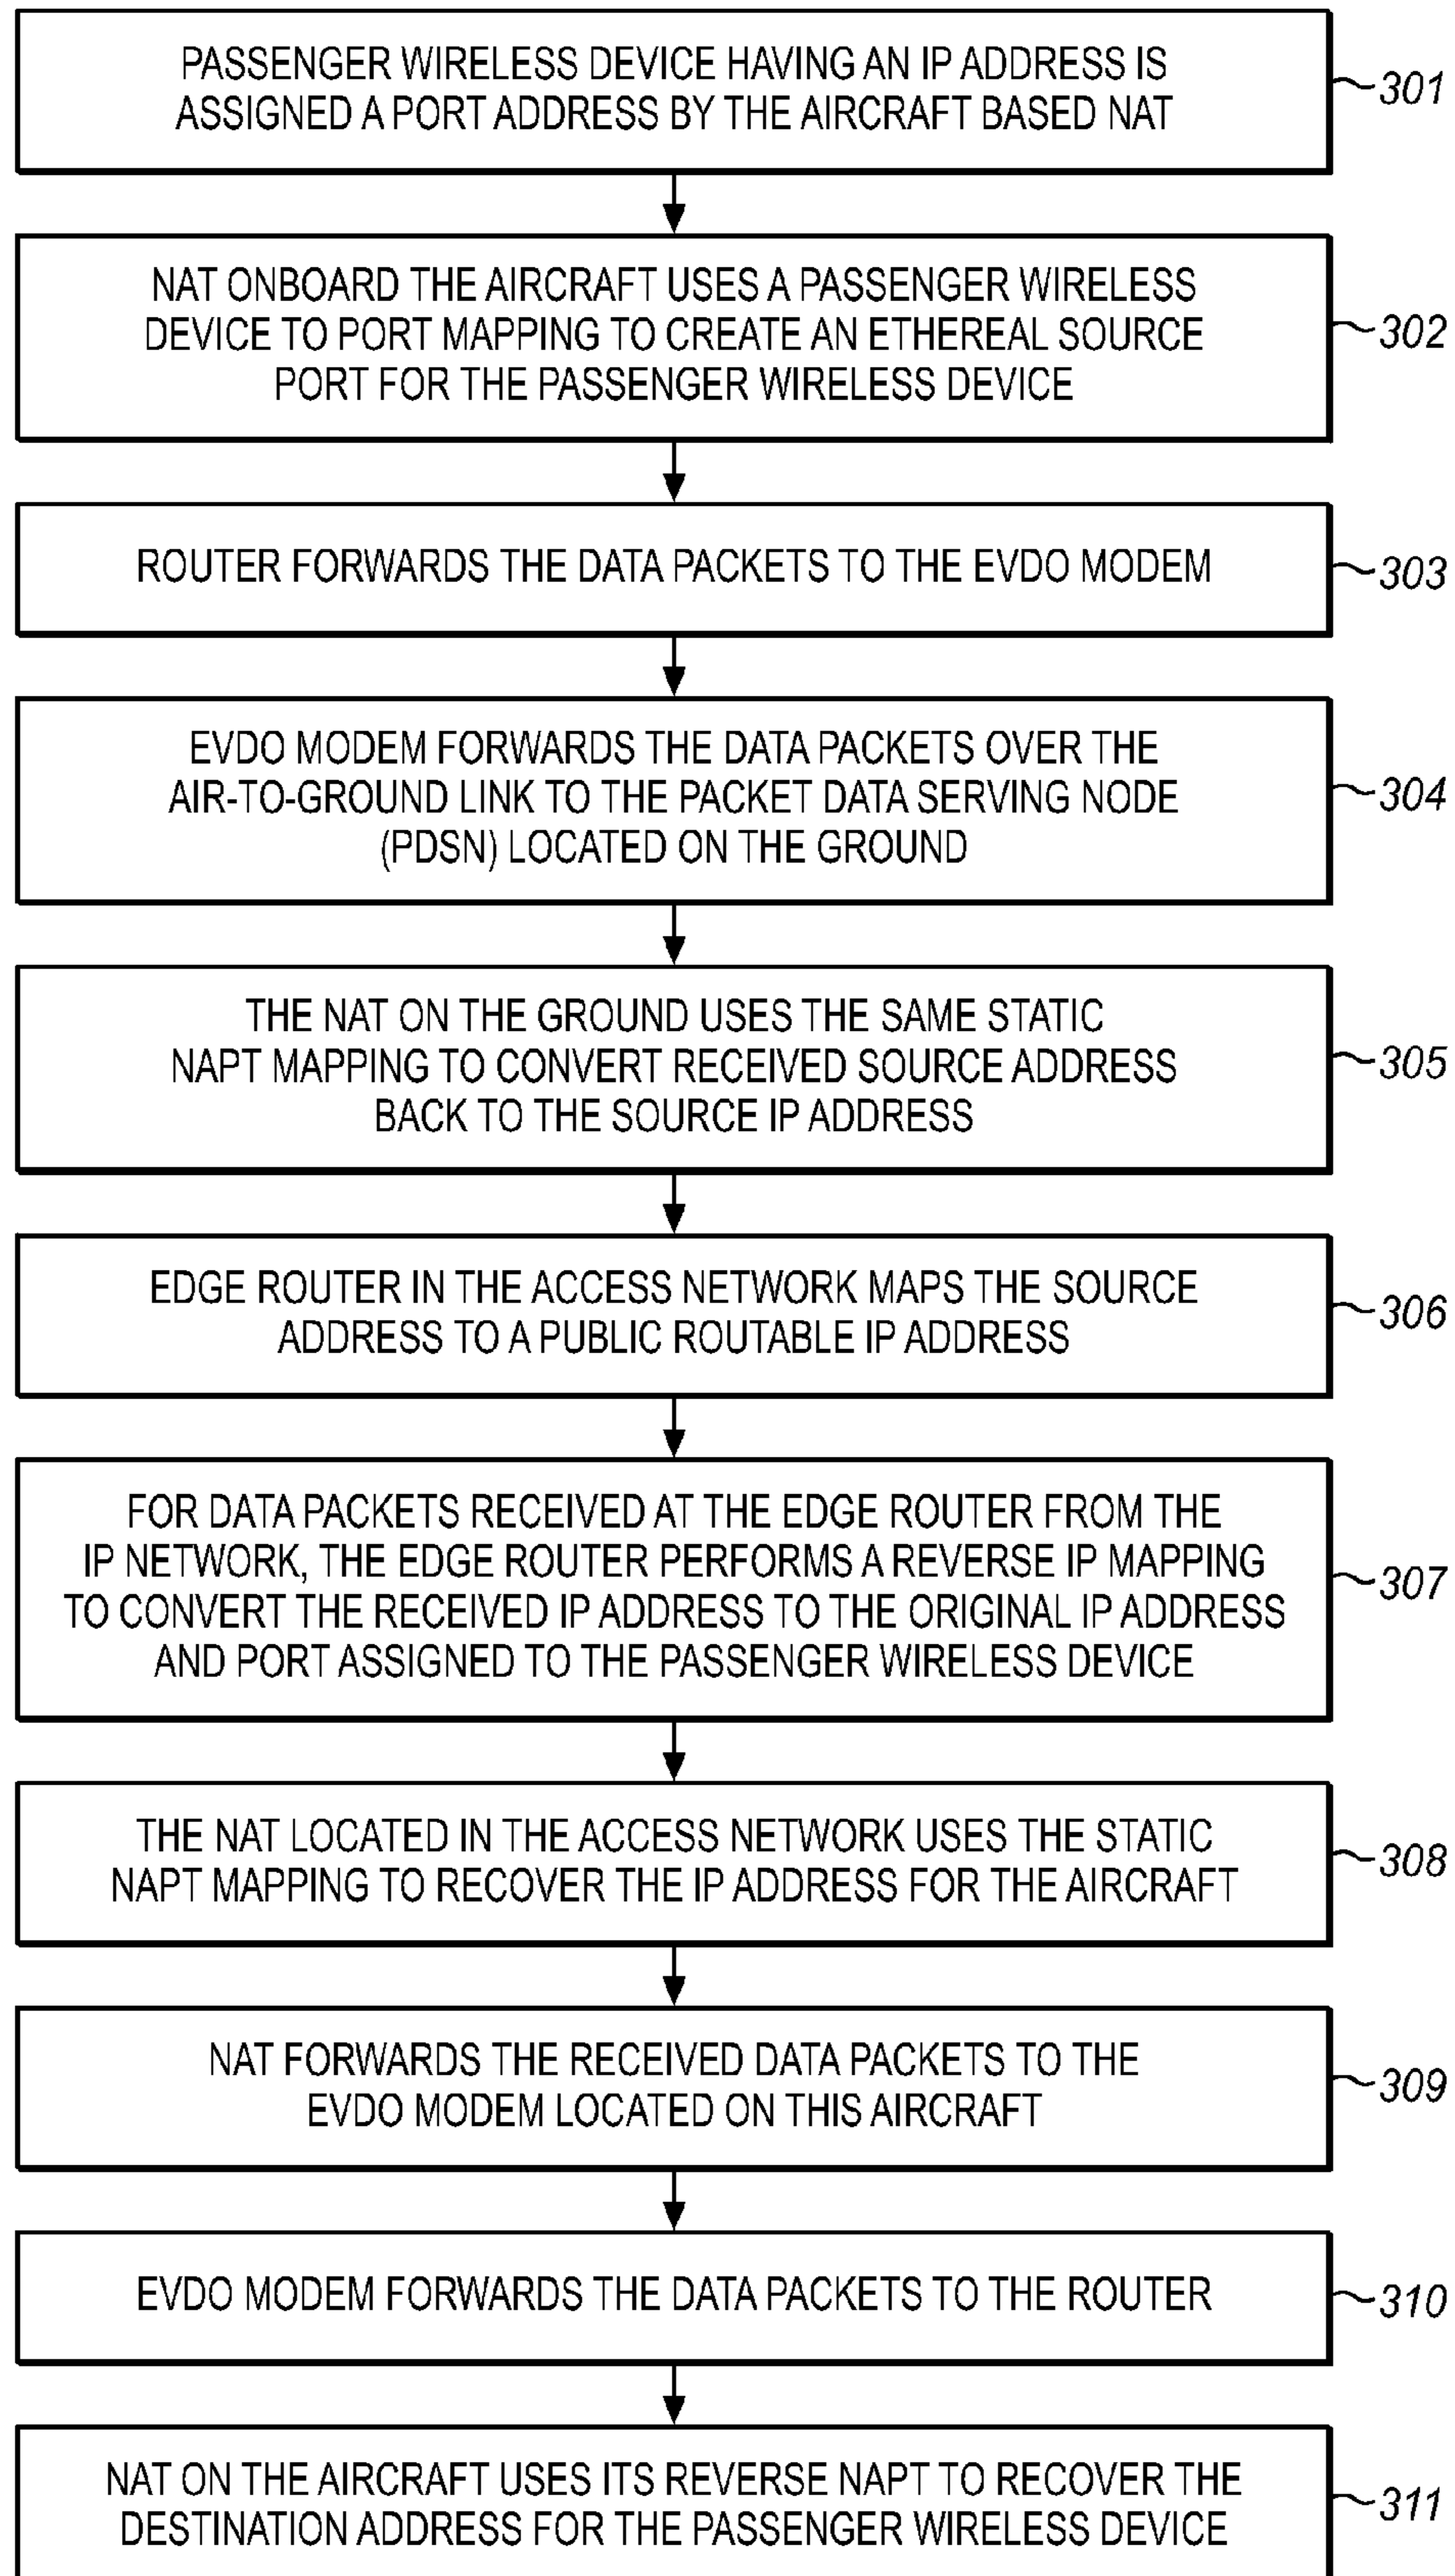 PASSENGER WIRELESS DEVICE HAVING AN IP ADDRESS IS
ASSIGNED A PORT ADDRESS BY THE AIRCRAFT BASED NAT
301
NAT ONBOARD THE AIRCRAFT USES A PASSENGER WIRELESS
DEVICE TO PORT MAPPING TO CREATE AN ETHEREAL SOURCE
PORT FOR THE PASSENGER WIRELESS DEVICE
302
ROUTER FORWARDS THE DATA PACKETS TO THE EVDO MODEM
303
EVDO MODEM FORWARDS THE DATA PACKETS OVER THE
AIR-TO-GROUND LINK TO THE PACKET DATA SERVING NODE
(PDSN) LOCATED ON THE GROUND
304
THE NAT ON THE GROUND USES THE SAME STATIC
NAPT MAPPING TO CONVERT RECEIVED SOURCE ADDRESS
BACK TO THE SOURCE IP ADDRESS
305
EDGE ROUTER IN THE ACCESS NETWORK MAPS THE SOURCE
ADDRESS TO A PUBLIC ROUTABLE IP ADDRESS
306
FOR DATA PACKETS RECEIVED AT THE EDGE ROUTER FROM THE
IP NETWORK, THE EDGE ROUTER PERFORMS A REVERSE IP MAPPING
TO CONVERT THE RECEIVED IP ADDRESS TO THE ORIGINAL IP ADDRESS
AND PORT ASSIGNED TO THE PASSENGER WIRELESS DEVICE
307
THE NAT LOCATED IN THE ACCESS NETWORK USES THE STATIC
NAPT MAPPING TO RECOVER THE IP ADDRESS FOR THE AIRCRAFT
308
NAT FORWARDS THE RECEIVED DATA PACKETS TO THE
EVDO MODEM LOCATED ON THIS AIRCRAFT
309
EVDO MODEM FORWARDS THE DATA PACKETS TO THE ROUTER
310
NAT ON THE AIRCRAFT USES ITS REVERSE NAPT TO RECOVER THE
DESTINATION ADDRESS FOR THE PASSENGER WIRELESS DEVICE
311